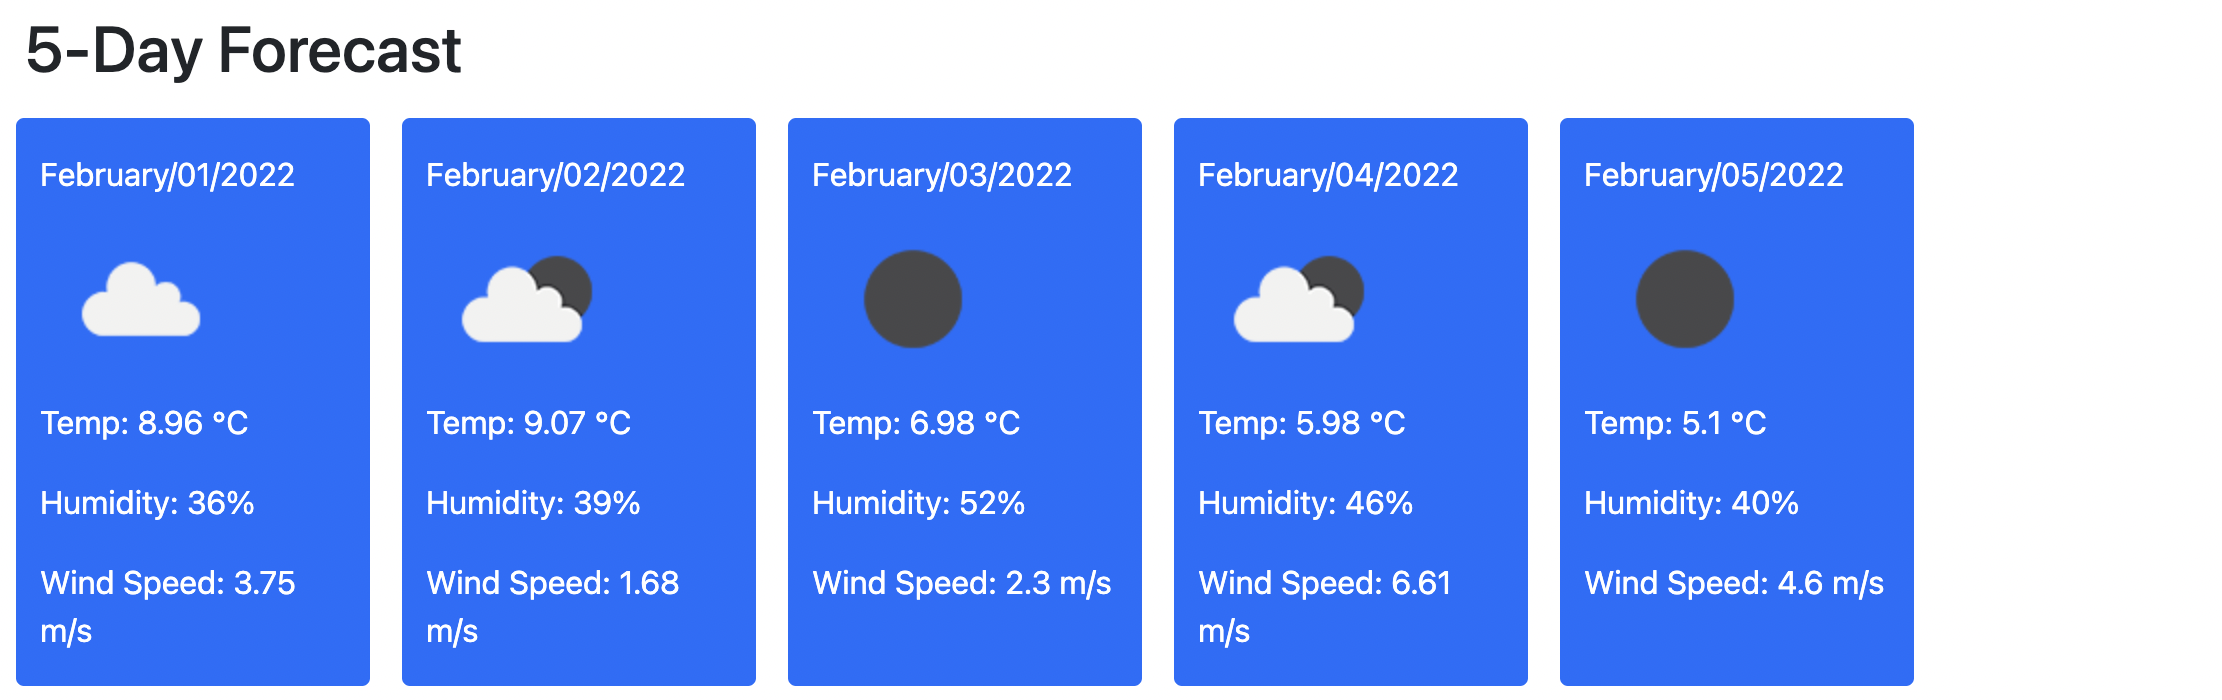 5-Day Forecast
February/01/2022
Temp: 8.96 °C
Humidity: 36%
Wind Speed: 3.75
m/s
February/02/2022
Temp: 9.07 °C
Humidity: 39%
Wind Speed: 1.68
m/s
February/03/2022
Temp: 6.98 °C
Humidity: 52%
Wind Speed: 2.3 m/s
February/04/2022
Temp: 5.98 °C
Humidity: 46%
Wind Speed: 6.61
m/s
February/05/2022
Temp: 5.1 °C
Humidity: 40%
Wind Speed: 4.6 m/s